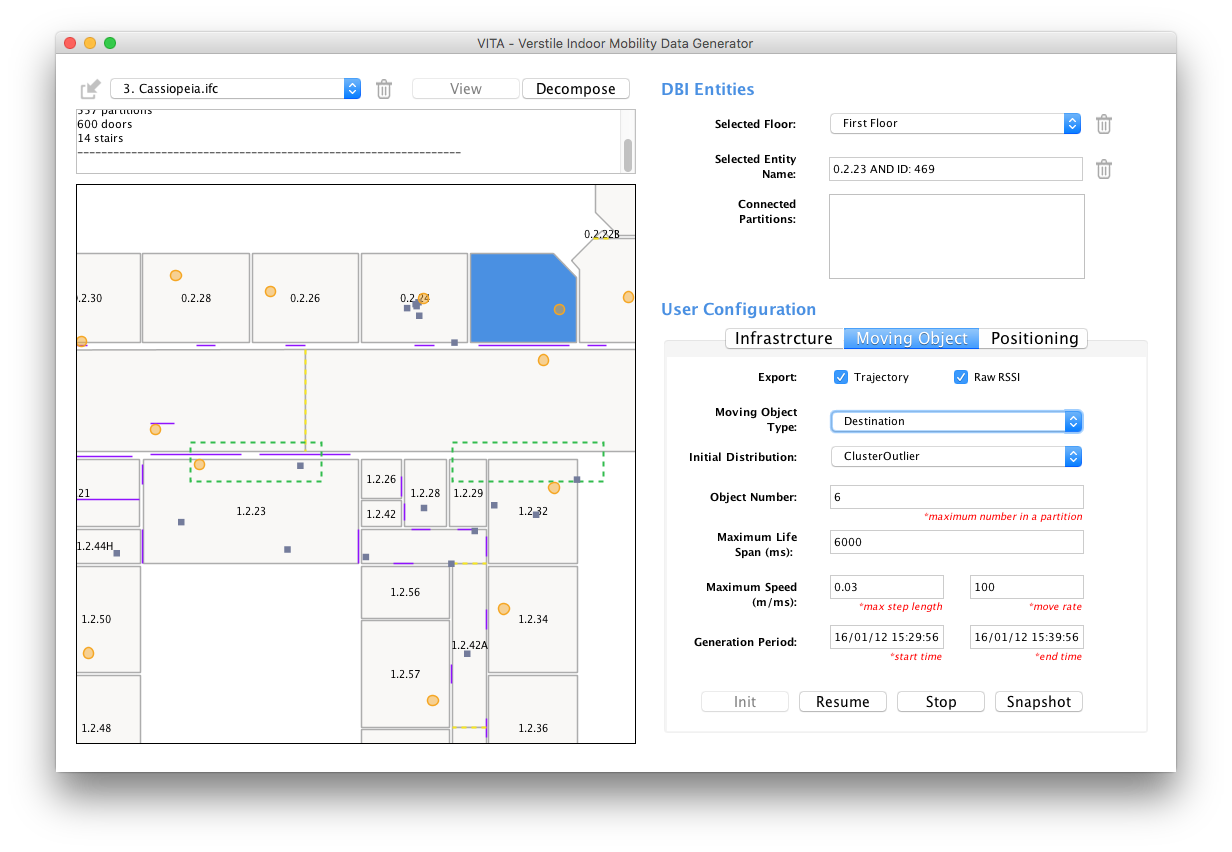 VITA - Verstile Indoor Mobility Data Generator
3. Cassiopeia.ifc
View
Decompose
537 partitions
600 doors
14 stairs
0.2.22B
0.2.28
0.2.26
0.2.24
1.2.26
1.2.28
1.2.29
1.2.23
1.2.42
1.2.32
1.2.44H
1.2.50
1.2.56
1.2.34
1.2.42A
1.2.57
1.2.48
1.2.36
DBI Entities
Selected Floor:
First Floor
Selected Entity
Name:
0.2.23 AND ID: 469
Connected
Partitions:
User Configuration
Infrastrcture
Moving Object
Positioning
Export:
Trajectory
Raw RSSI
Moving Object
Type:
Destination
Initial Distribution:
ClusterOutlier
Object Number:
6
*maximum number in a partition
Maximum Life
Span (ms):
6000
Maximum Speed
(m/ms):
0.03
100
*max step length
*move rate
Generation Period:
16/01/12 15:29:56
16/01/12 15:39:56
*start time
*end time
Init
Resume
Stop
Snapshot